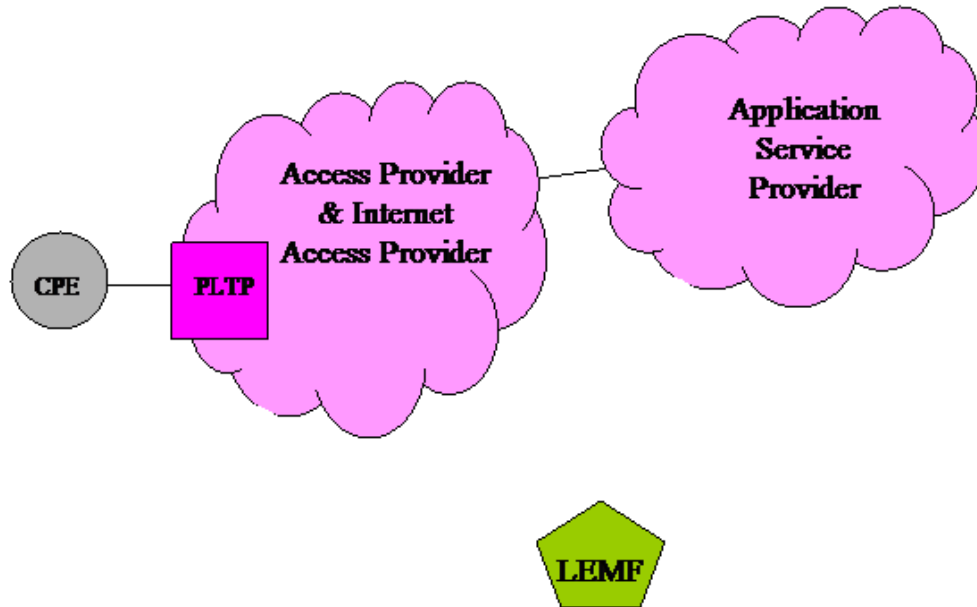 Application
Service
Provider
Access Provider
& Internet
Access Provider
CPE
PLTP
LEMF